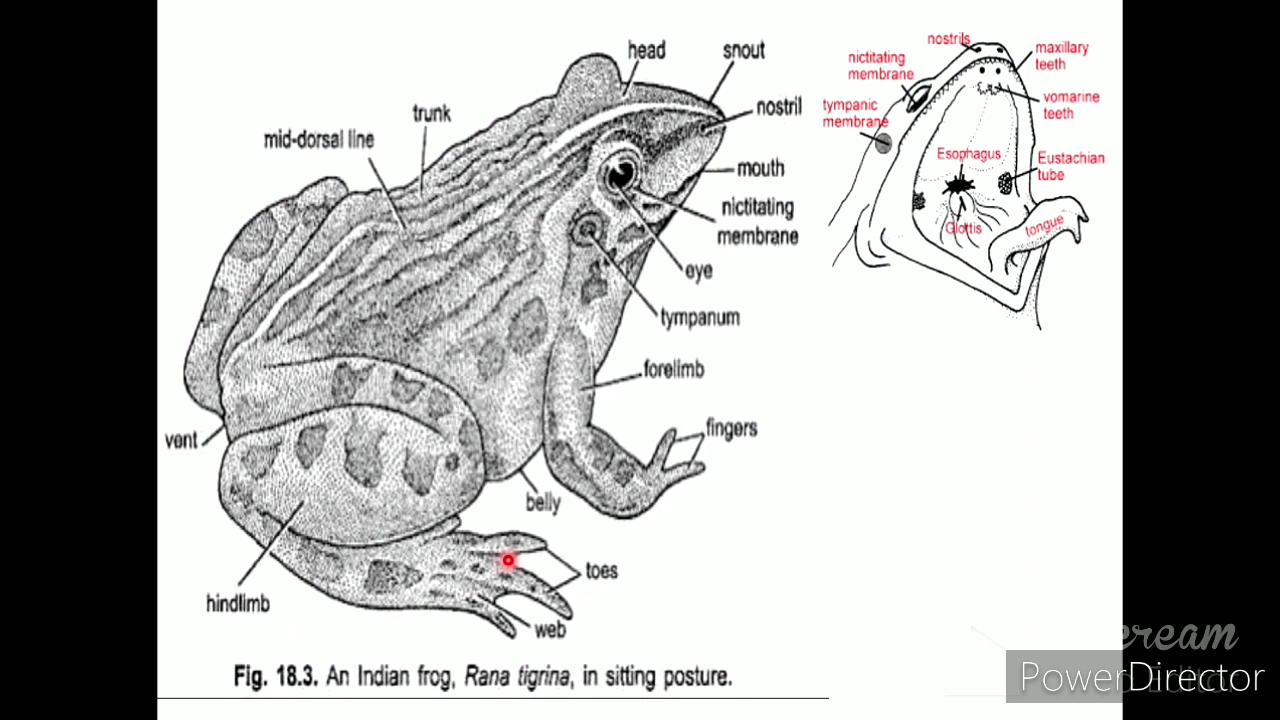 head
snout
nostril
trunk
mid-dorsal line
mouth
nictitating
membrane
eye
tympanum
forelimb
fingers
vent
belly
toes
hindlimb
web
Fig. 18.3. An Indian frog, Rana tigrina, in sitting posture.
nostrils
maxillary
teeth
nictitating
membrane
vomarine
teeth
tympanic
membrane
Esophagus
Eustachian
tube
Glottis
tongue
eream
PowerDirector